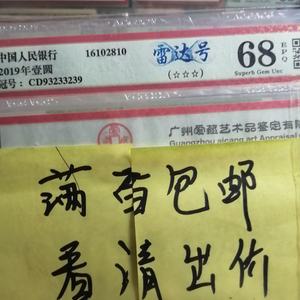 中国人民银行
16102810
2019年壹圆
冠号：CD93233239
雷达号
(☆☆☆)
68
EPQ
Superb Gem Unc
广州爱藏艺术品鉴定有限
Guangzhou aicang art Appraisal
满百包邮
看清出价